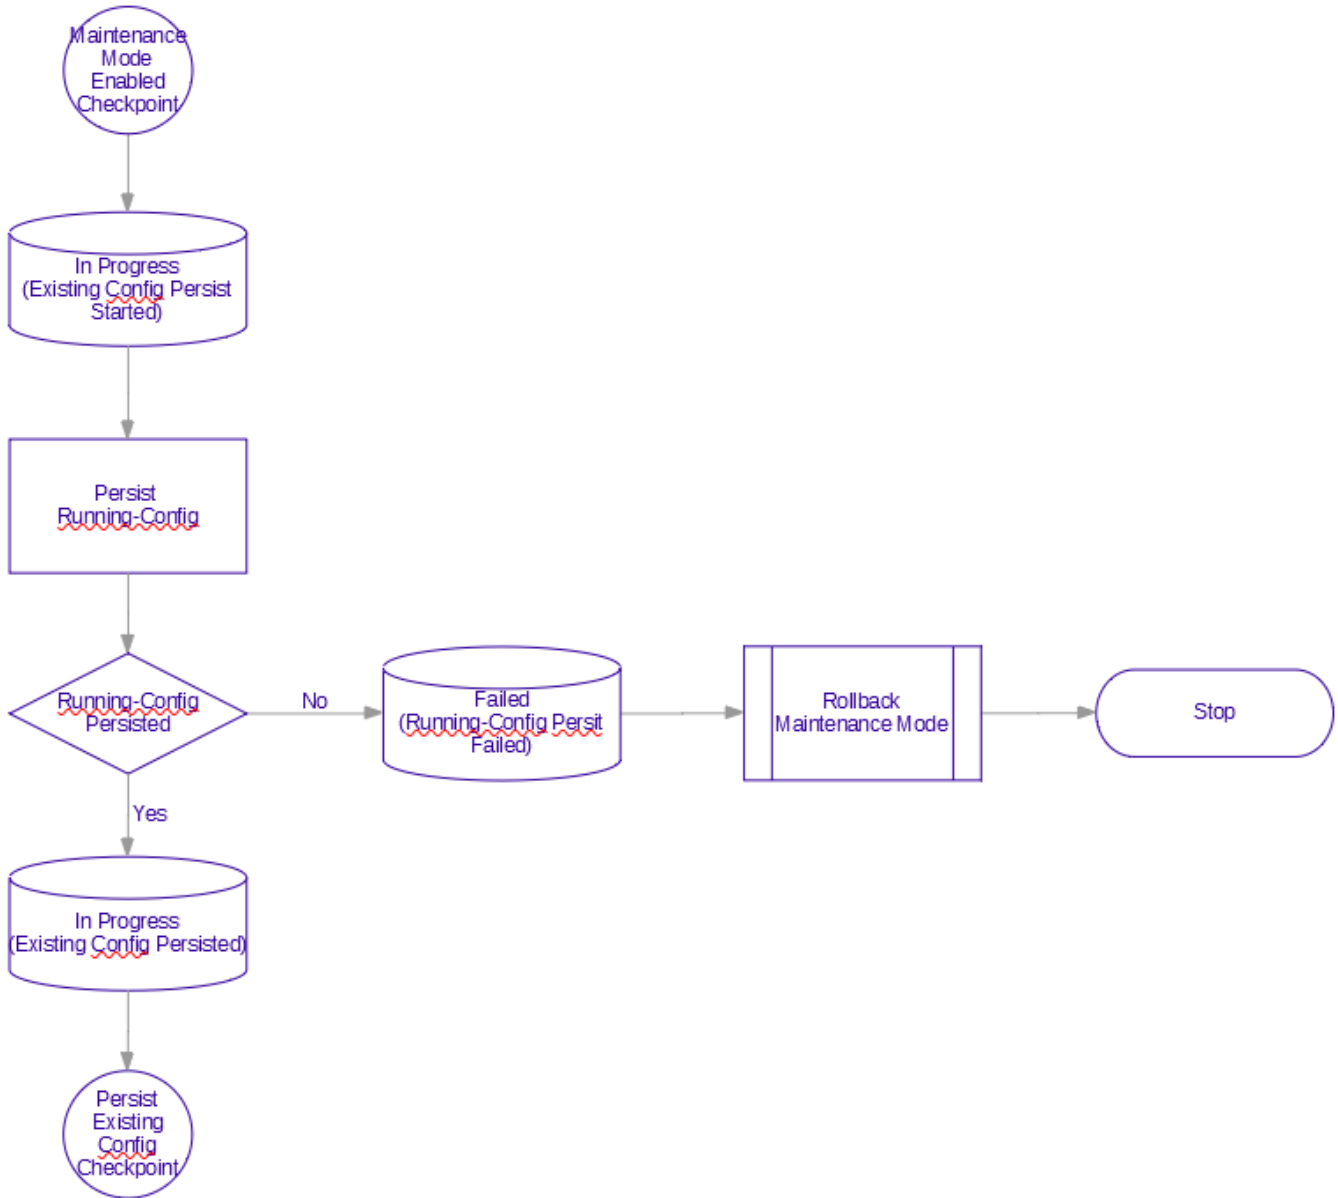 Maintenance
Mode
Enabled
Checkpoint
In Progress
(Existing Config Persist
Started)
Persist
Running-Config
Running-Config
Persisted
No
Failed
(Running-Config Persit
Failed)
Rollback
Maintenance Mode
Stop
Yes
In Progress
(Existing Config Persisted)
Persist
Existing
Config
Checkpoint